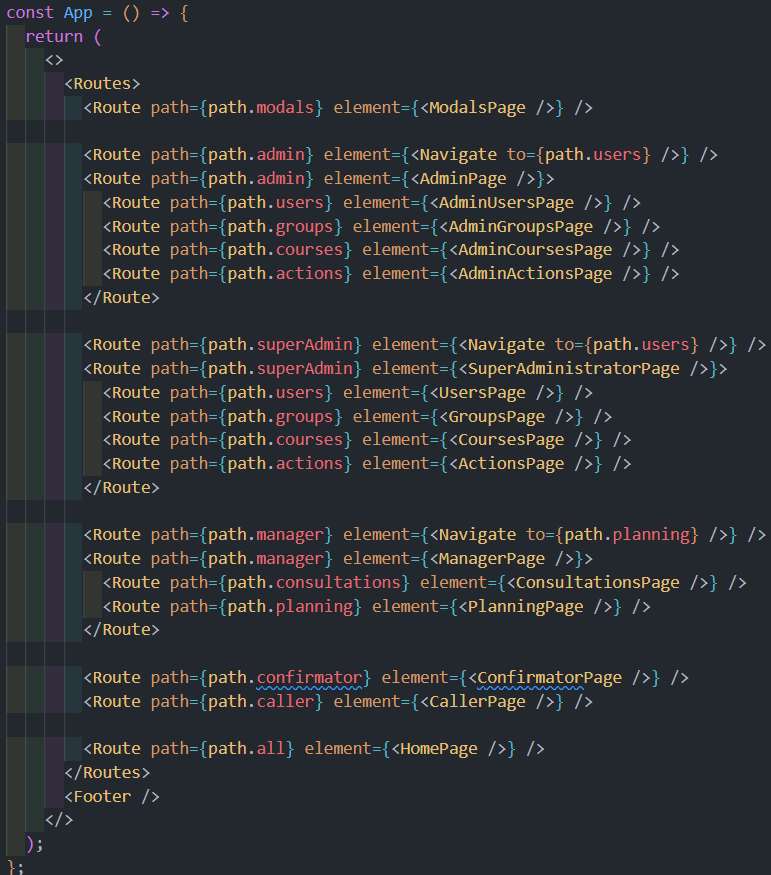 const App = () => {
  return (
    <>
      <Routes>
        <Route path={path.modals} element={<ModalsPage />} />

        <Route path={path.admin} element={<Navigate to={path.users} />} />
        <Route path={path.admin} element={<AdminPage />}>
          <Route path={path.users} element={<AdminUsersPage />} />
          <Route path={path.groups} element={<AdminGroupsPage />} />
          <Route path={path.courses} element={<AdminCoursesPage />} />
          <Route path={path.actions} element={<AdminActionsPage />} />
        </Route>

        <Route path={path.superAdmin} element={<Navigate to={path.users} />} />
        <Route path={path.superAdmin} element={<SuperAdministratorPage />}>
          <Route path={path.users} element={<UsersPage />} />
          <Route path={path.groups} element={<GroupsPage />} />
          <Route path={path.courses} element={<CoursesPage />} />
          <Route path={path.actions} element={<ActionsPage />} />
        </Route>

        <Route path={path.manager} element={<Navigate to={path.planning} />} />
        <Route path={path.manager} element={<ManagerPage />}>
          <Route path={path.consultations} element={<ConsultationsPage />} />
          <Route path={path.planning} element={<PlanningPage />} />
        </Route>

        <Route path={path.confirmator} element={<ConfirmatorPage />} />
        <Route path={path.caller} element={<CallerPage />} />

        <Route path={path.all} element={<HomePage />} />
      </Routes>
      <Footer />
    </>
  );
};